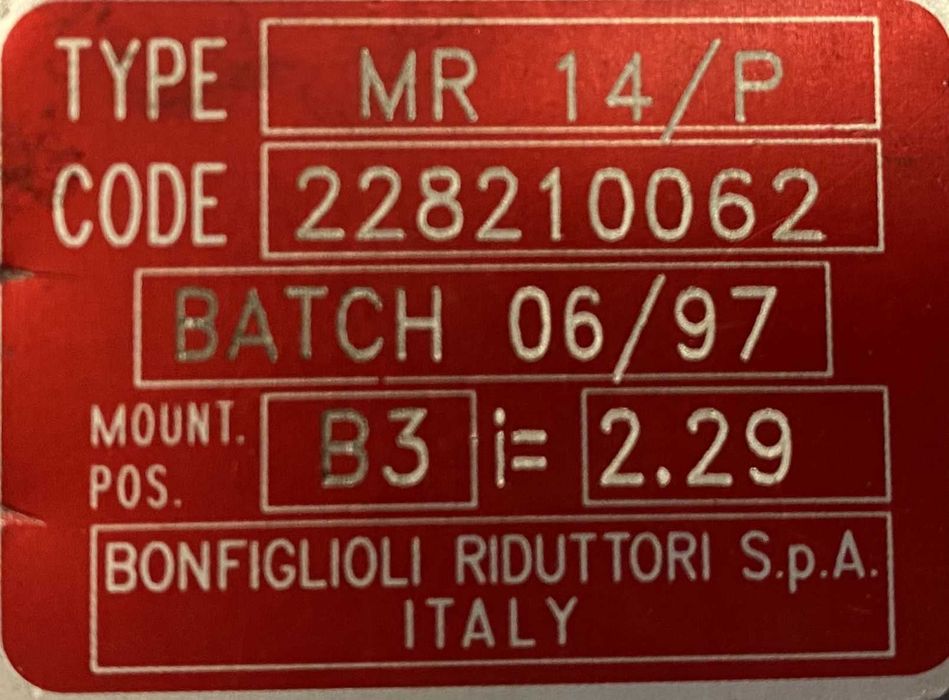 TYPE MR 14/P
CODE 228210062
BATCH 06/97
MOUNT. POS. B3 i= 2.29
BONFIGLIOLI RIDUTTORI S.p.A.
ITALY